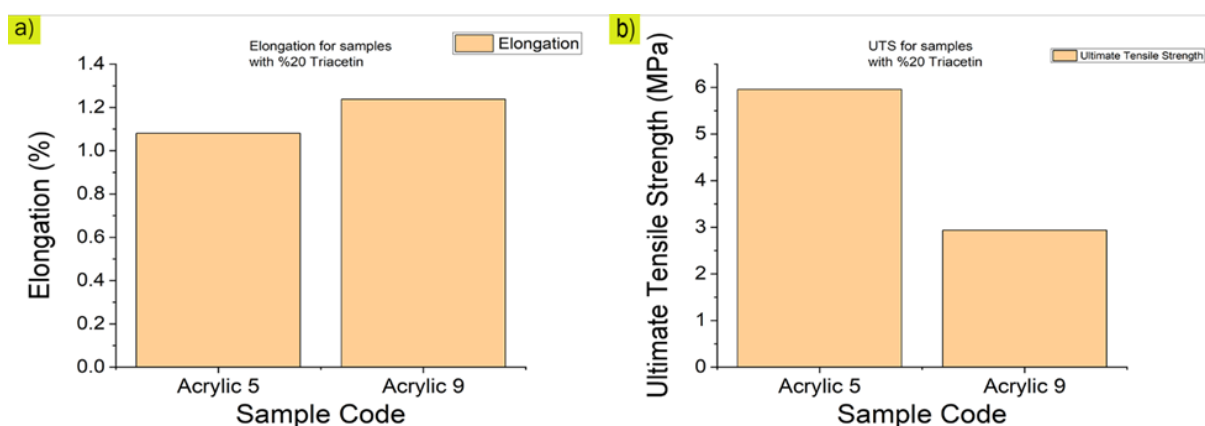 a)
Elongation for samples
with %20 Triacetin
Elongation
1.4
1.2
1.0
0.8
0.6
0.4
0.2
0.0
Elongation (%)
Acrylic 5
Acrylic 9
Sample Code
b)
UTS for samples
with %20 Triacetin
Ultimate Tensile Strength
6
5
4
3
2
1
0
Ultimate Tensile Strength (MPa)
Acrylic 5
Acrylic 9
Sample Code